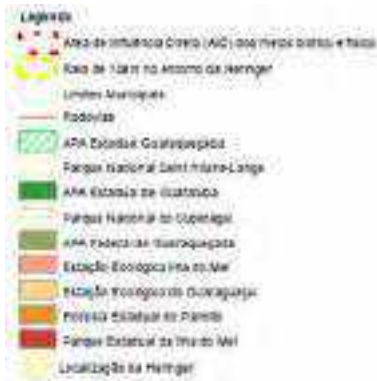 Legenda
Área de Influência Direta (AID) dos meios biótico e físico
Raio de 10km no entorno da Heringer
Limites Municipais
Rodovias
APA Estadual Guaraqueçaba
Parque National Saint Hilaire-Lange
APA Estadual de Guaratuba
Parque National do Superagui
APA Federal de Guaraqueçaba
Estação Ecológica Ilha do Mel
Estação Ecológica do Guaraguaçu
Floresta Estadual do Palmito
Parque Estadual da Ilha do Mel
Localização da Heringer